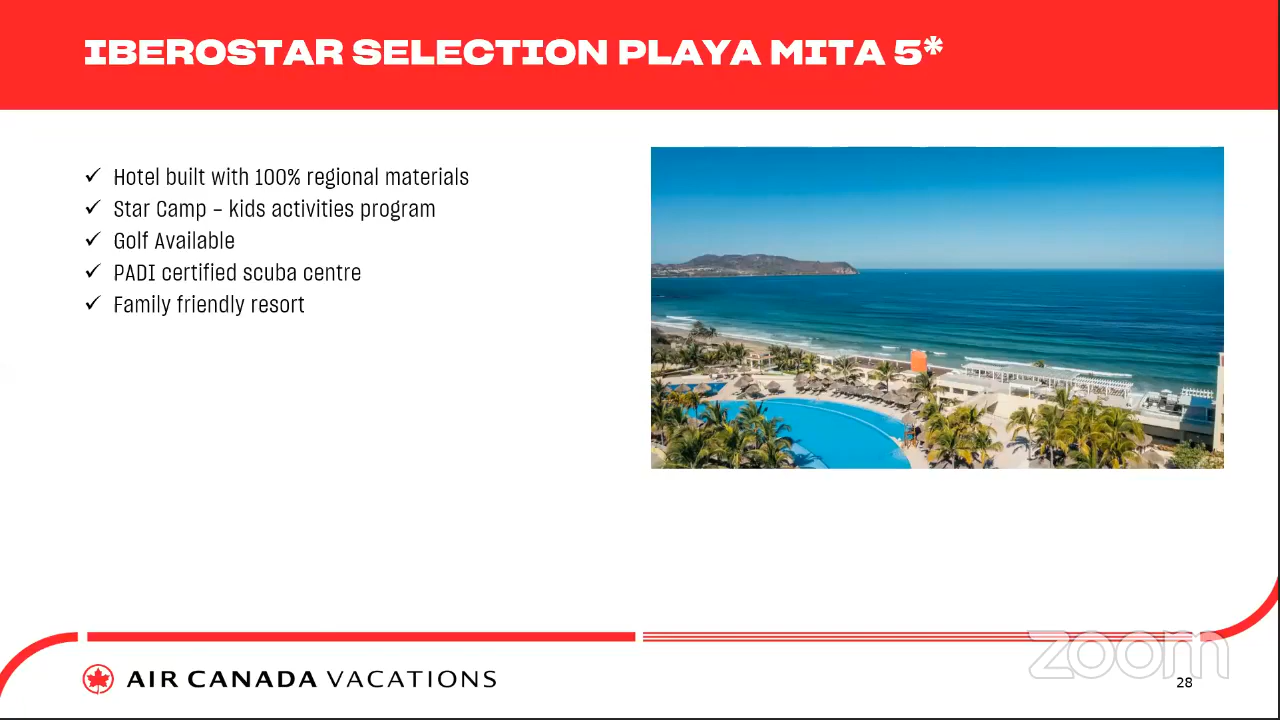 IBEROSTAR SELECTION PLAYA MITA 5*
✓ Hotel built with 100% regional materials
✓ Star Camp – kids activities program
✓ Golf Available
✓ PADI certified scuba centre
✓ Family friendly resort
zoom
AIR CANADA VACATIONS
28